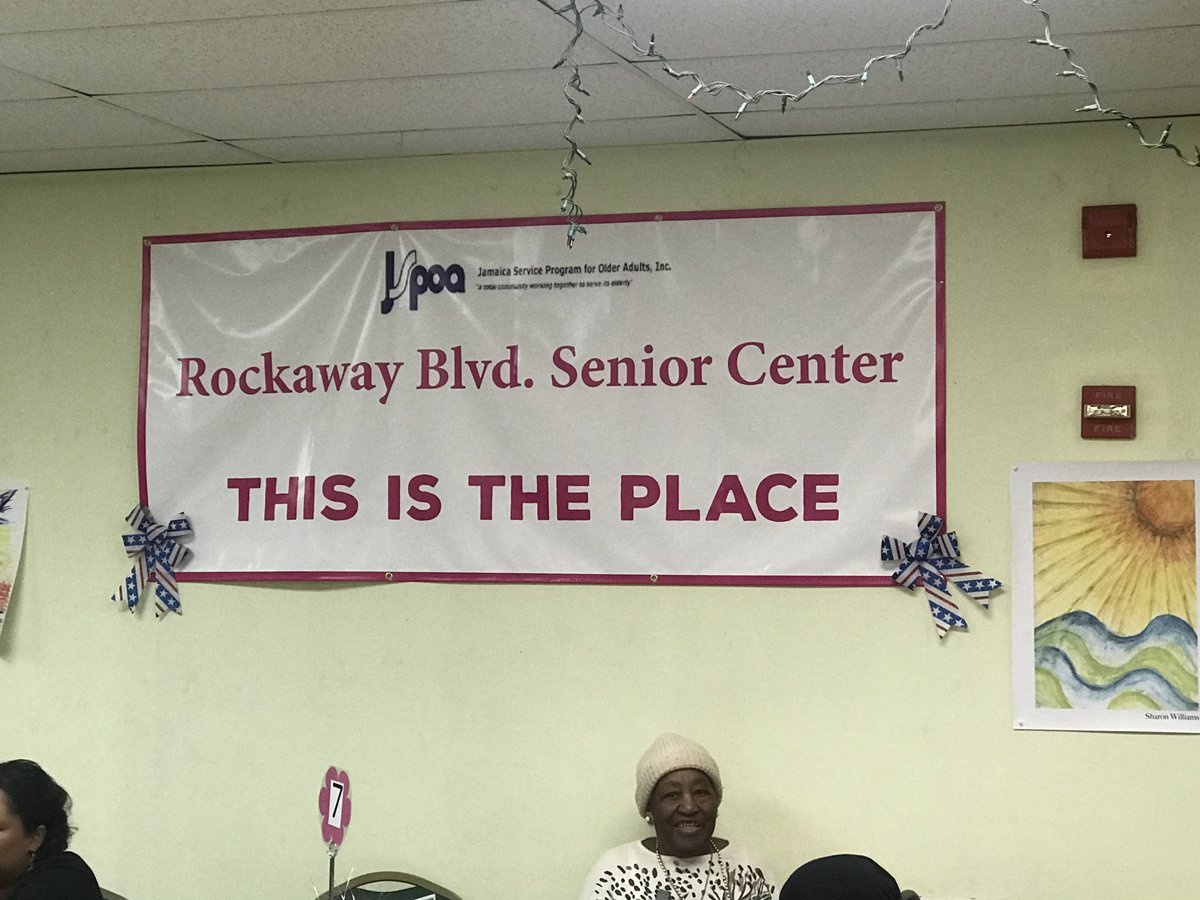 Jspoa
Jamaica Service Program for Older Adults, Inc.
"a total community working together to serve its elderly"
Rockaway Blvd. Senior Center
THIS IS THE PLACE
FIRE
FIRE
Sharon Williams
7